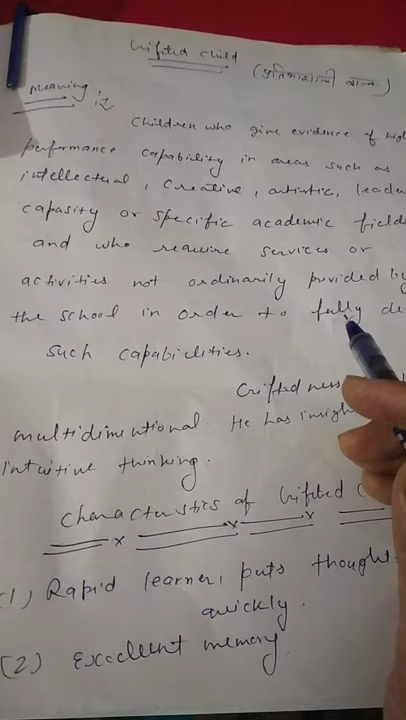 Gifted child (प्रतिभाशाली बालक)
Meaning :-
Children who give evidence of high
performance capability in areas such as
intellectual, creative, artistic, leade
capasity or specific academic field
and who require services or
activities not ordinarily provided by
the school in order to fully de
such capabiclities.
Giftedness
multidimentional. He has insigh
intuitive thinking.
Characteristics of Gifted C
(1) Rapid learner, puts thought
quickly.
(2) Excellent memory.